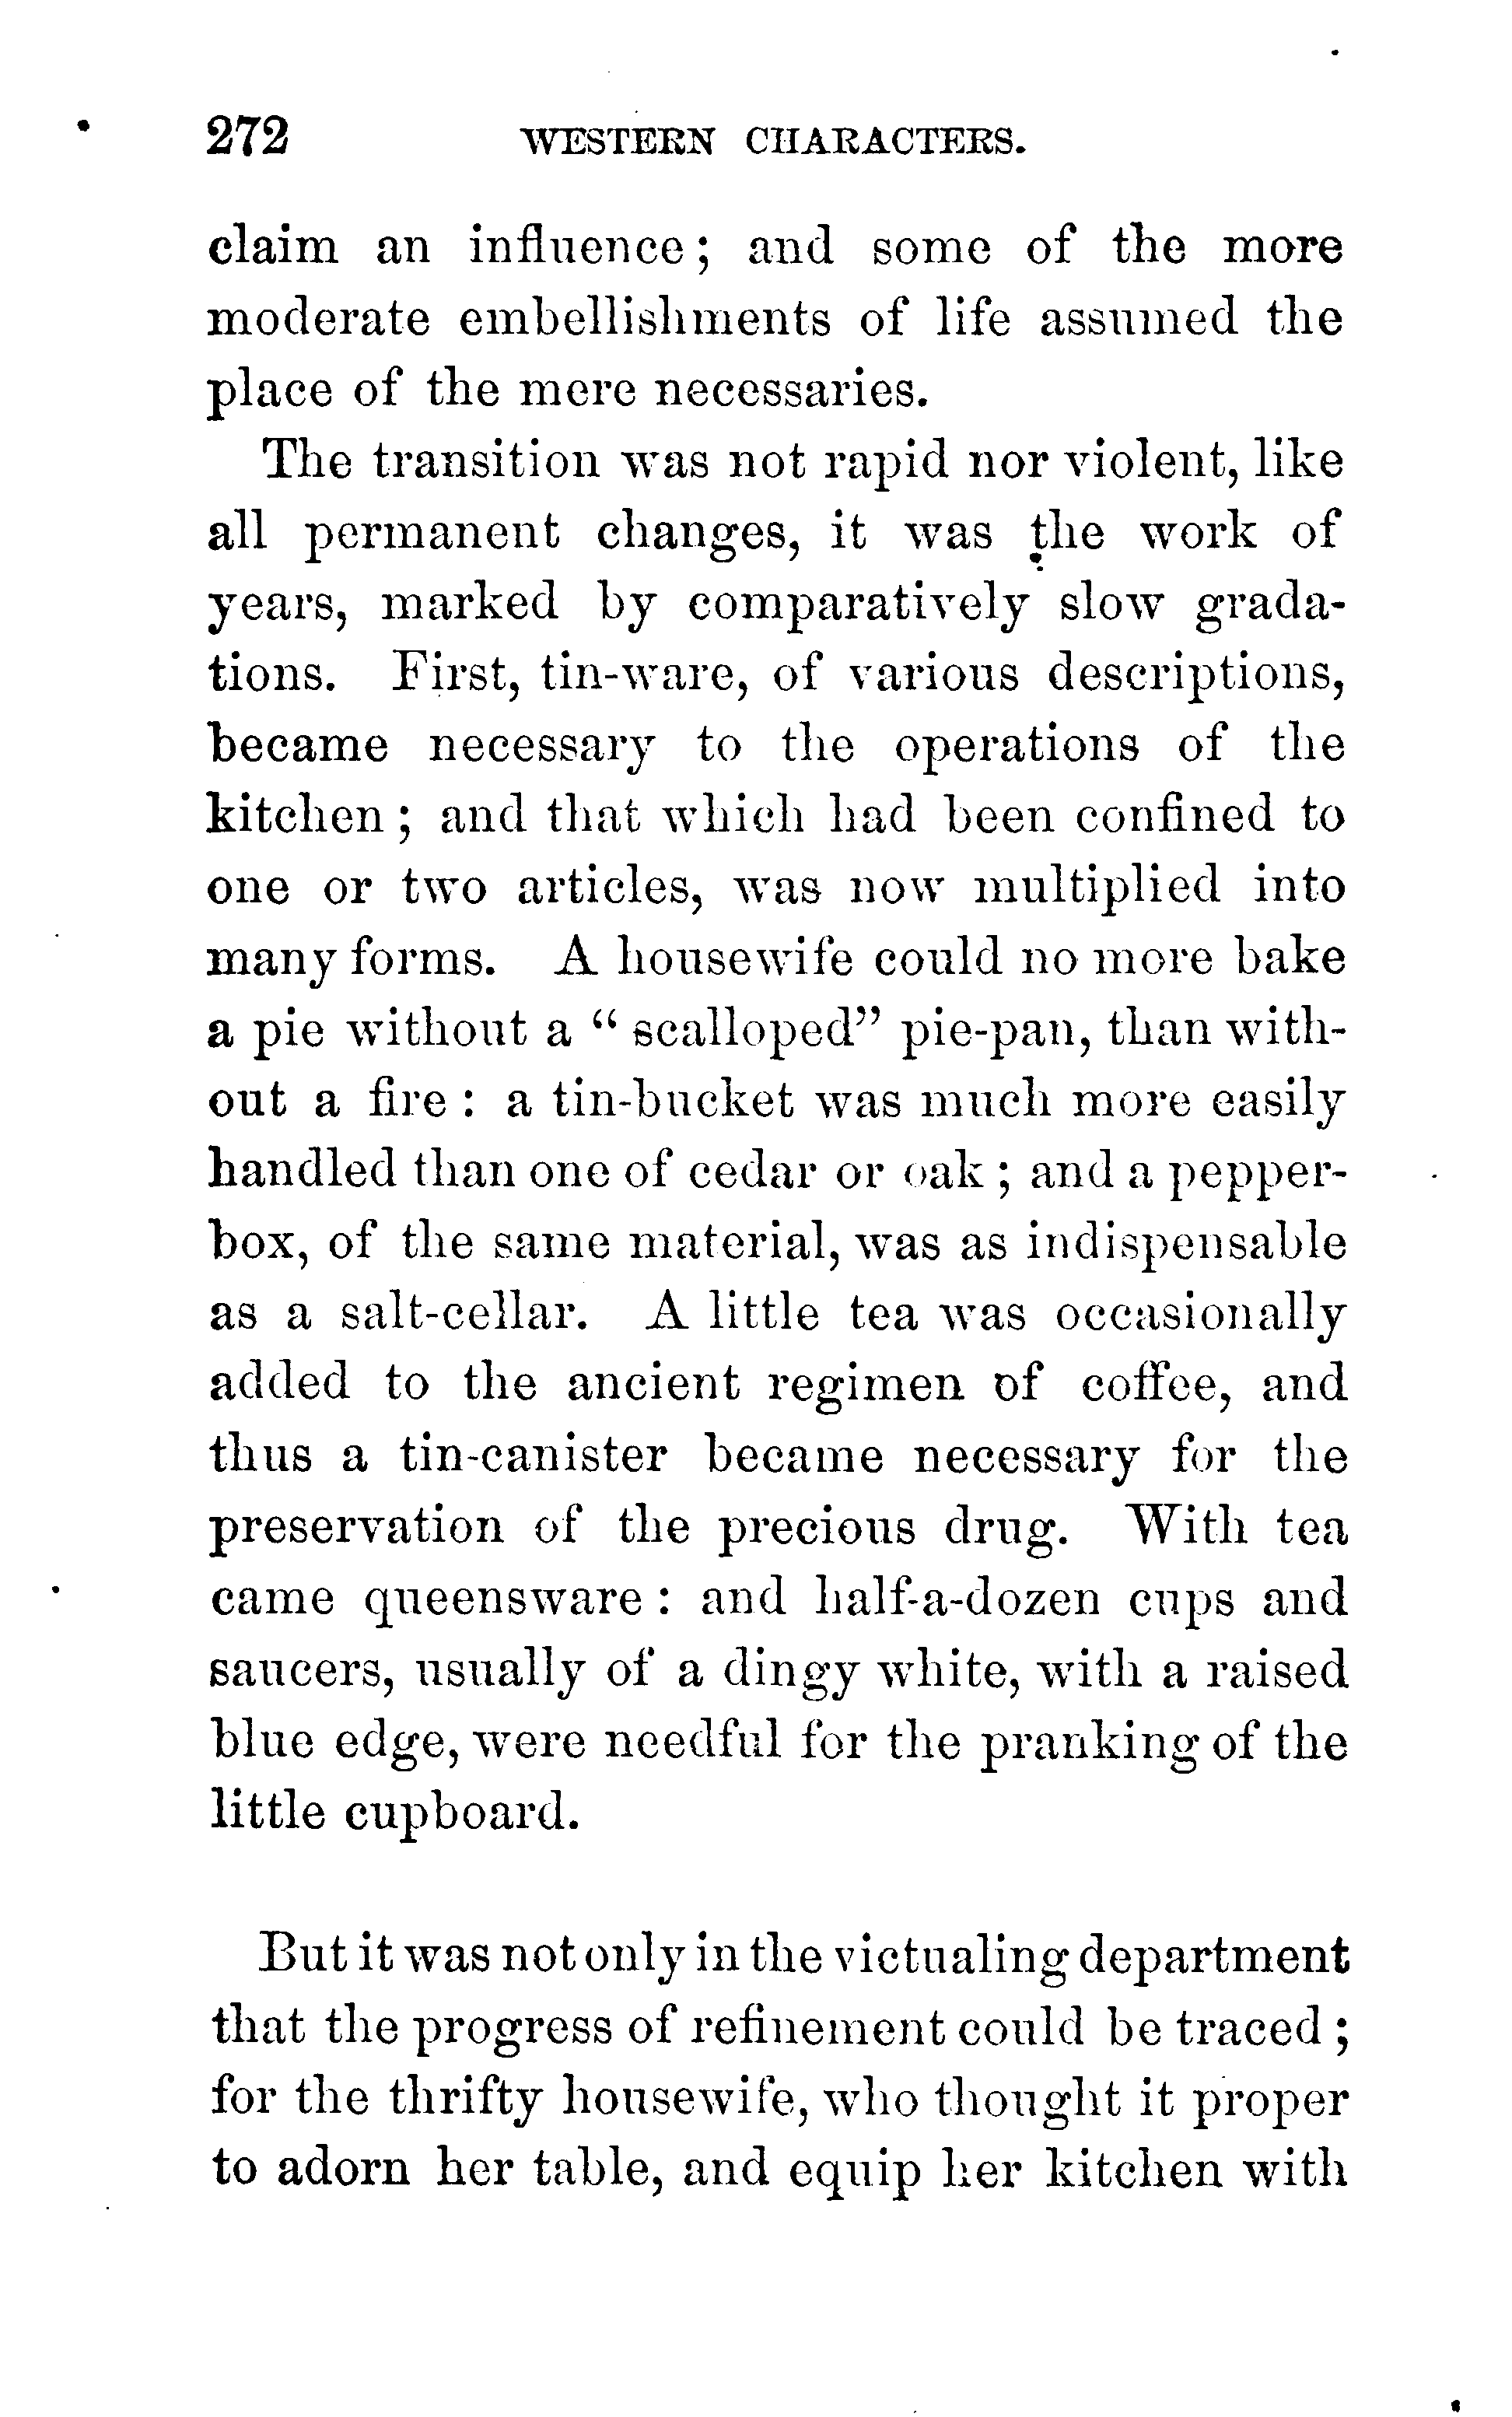 272 WESTERN CHARACTERS.
claim an influence; and some of the more
moderate embellishments of life assumed the
place of the mere necessaries.
The transition was not rapid nor violent, like
all permanent changes, it was the work of
years, marked by comparatively slow grada-
tions. First, tin-ware, of various descriptions,
became necessary to the operations of the
kitchen; and that which had been confined to
one or two articles, was now multiplied into
many forms. A housewife could no more bake
a pie without a "scalloped" pie-pan, than with-
out a fire: a tin-bucket was much more easily
handled than one of cedar or oak; and a pepper-
box, of the same material, was as indispensable
as a salt-cellar. A little tea was occasionally
added to the ancient regimen of coffee, and
thus a tin-canister became necessary for the
preservation of the precious drug. With tea
came queensware: and half-a-dozen cups and
saucers, usually of a dingy white, with a raised
blue edge, were needful for the pranking of the
little cupboard.
But it was not only in the victualing department
that the progress of refinement could be traced;
for the thrifty housewife, who thought it proper
to adorn her table, and equip her kitchen with